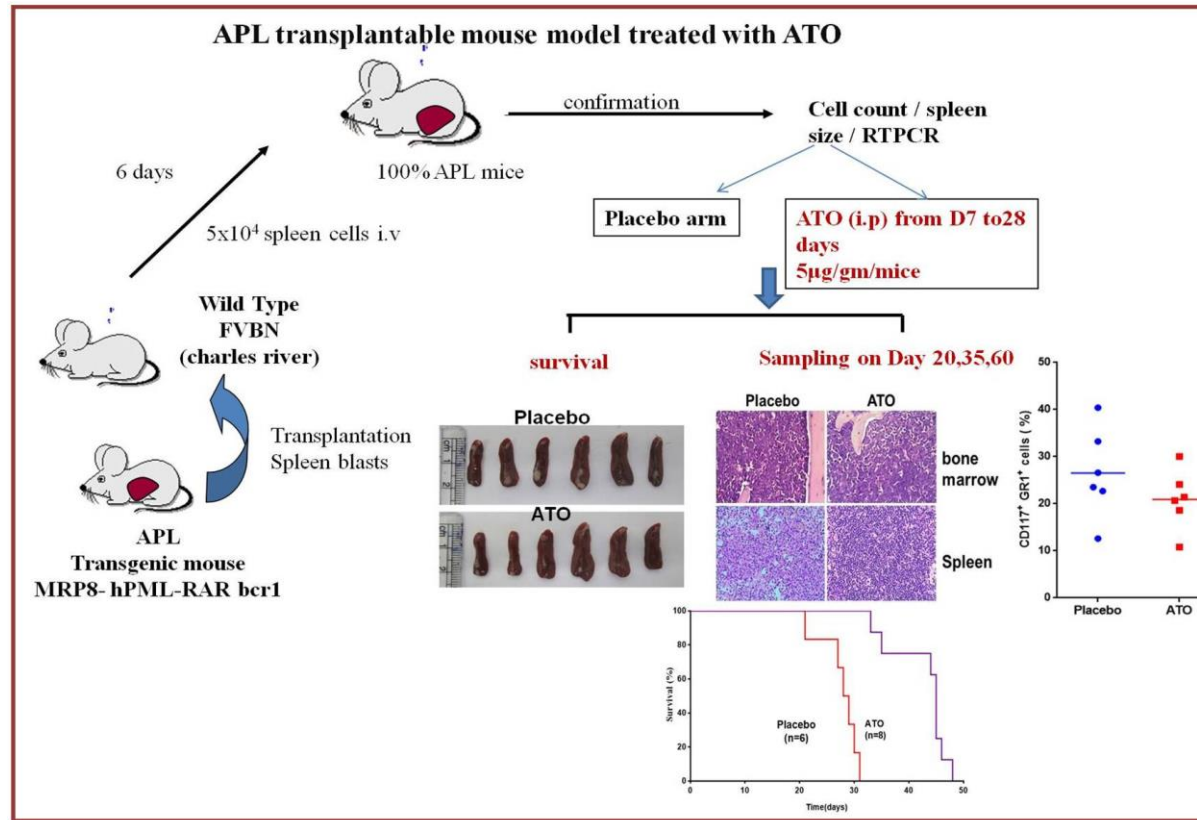 APL transplantable mouse model treated with ATO
confirmation
Cell count / spleen
size / RTPCR
6 days
100% APL mice
5x10⁴ spleen cells i.v
Placebo arm
ATO (i.p) from D7 to28
days
5µg/gm/mice
Wild Type
FVBN
(charles river)
Transplantation
Spleen blasts
APL
Transgenic mouse
MRP8- hPML-RAR bcr1
survival
Sampling on Day 20,35,60
Placebo
ATO
Placebo
ATO
bone
marrow
Spleen
CD117⁺ GR1⁺ cells ( %)
50
40
30
20
10
0
Placebo
ATO
Survival (%)
100
80
60
40
20
0
Placebo
(n=6)
ATO
(n=8)
0
10
20
30
40
50
Time(days)